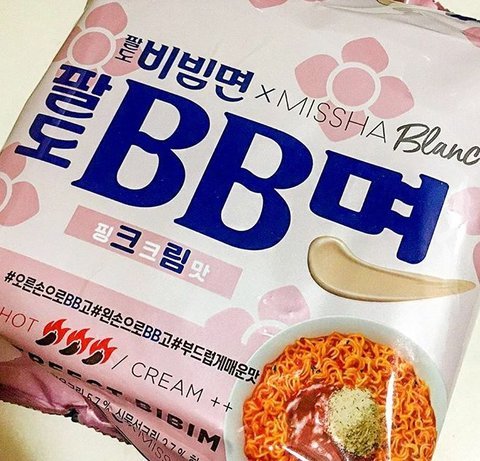 팔도 비빔면 x MISSHA Blanc
팔도 BB면
핑크크림맛
#오른손으로BB고#왼손으로BB고#부드럽게매운맛
HOT / CREAM ++
BIBIM